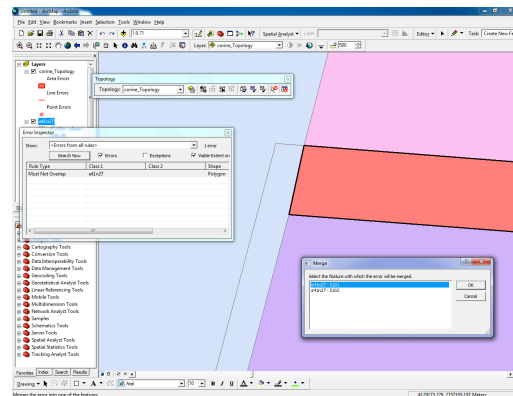 Untitled - ArcMap - ArcInfo
File Edit View Bookmarks Insert Selection Tools Window Help
1:0.71
Spatial Analyst
Layer:
Editor
Task: Create New Fe
Layer: corine_Topology
500
Layers
corine_Topology
Area Errors
Line Errors
Point Errors
e41n27
Topology
Topology: corine_Topology
Error Inspector
Show: <Errors from all rules>
1 error
Search Now
Errors
Exceptions
Visible Extent on
Rule Type Class 1 Class 2 Shape
Must Not Overlap e41n27 Polygon
Cartography Tools
Conversion Tools
Data Interoperability Tools
Data Management Tools
Geocoding Tools
Geostatistical Analyst Tools
Linear Referencing Tools
Mobile Tools
Multidimension Tools
Network Analyst Tools
Samples
Schematics Tools
Server Tools
Spatial Analyst Tools
Spatial Statistics Tools
Tracking Analyst Tools
Merge
Select the feature with which the error will be merged.
e41n27 - 5101
e41n27 - 5102
OK
Cancel
Favorites Index Search Results
Drawing
A
Arial
10
B I U A
Merges the error into one of the features.